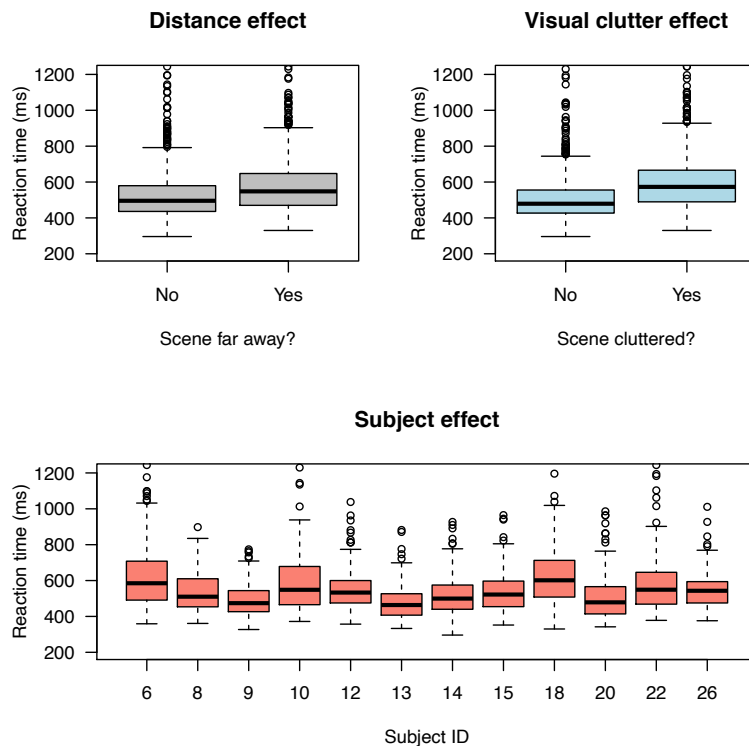 Distance effect
Visual clutter effect
Reaction time (ms)
1200
1000
800
600
400
200
No
Yes
Scene far away?
Reaction time (ms)
1200
1000
800
600
400
200
No
Yes
Scene cluttered?
Subject effect
Reaction time (ms)
1200
1000
800
600
400
200
6 8 9 10 12 13 14 15 18 20 22 26
Subject ID